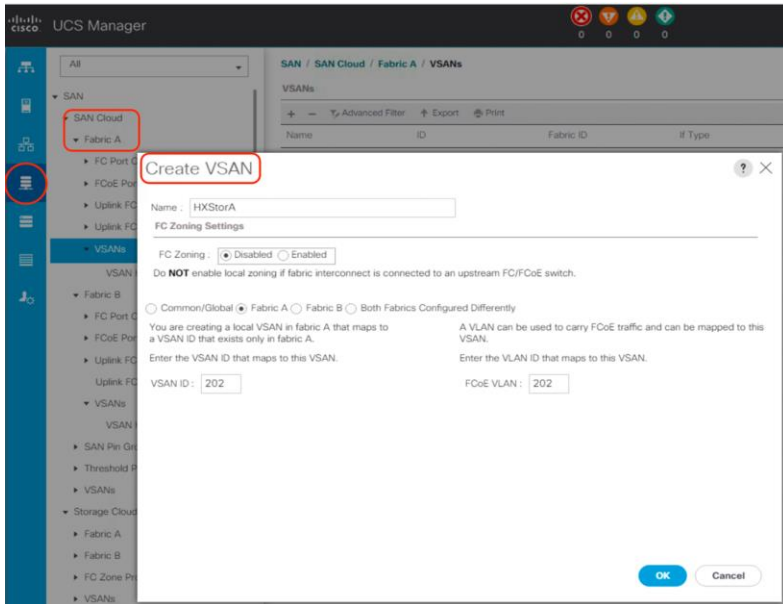 cisco.
UCS Manager
0 0 0 0
All
SAN / SAN Cloud / Fabric A / VSANs
SAN
SAN Cloud
Fabric A
FC Port C
FCoE Por
Uplink FC
Uplink FC
VSANs
VSAN
Fabric B
FC Port C
FCoE Por
Uplink FC
Uplink FC
VSANs
VSAN
SAN Pin Gro
Threshold P
VSANs
Storage Cloud
Fabric A
Fabric B
FC Zone Pro
VSANs
VSANs
+ − Advanced Filter Export Print
Name ID Fabric ID If Type
Create VSAN ? ×
Name : HXStorA
FC Zoning Settings
FC Zoning : Disabled Enabled
Do NOT enable local zoning if fabric interconnect is connected to an upstream FC/FCoE switch.
Common/Global Fabric A Fabric B Both Fabrics Configured Differently
You are creating a local VSAN in fabric A that maps to
a VSAN ID that exists only in fabric A.
Enter the VSAN ID that maps to this VSAN.
VSAN ID : 202
A VLAN can be used to carry FCoE traffic and can be mapped to this
VSAN.
Enter the VLAN ID that maps to this VSAN.
FCoE VLAN : 202
OK Cancel